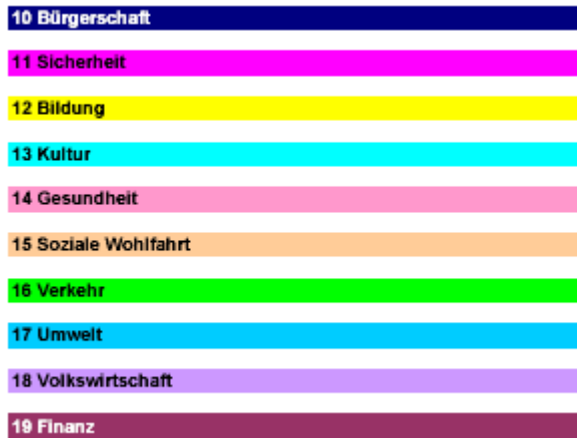 10 Bürgerschaft
11 Sicherheit
12 Bildung
13 Kultur
14 Gesundheit
15 Soziale Wohlfahrt
16 Verkehr
17 Umwelt
18 Volkswirtschaft
19 Finanz